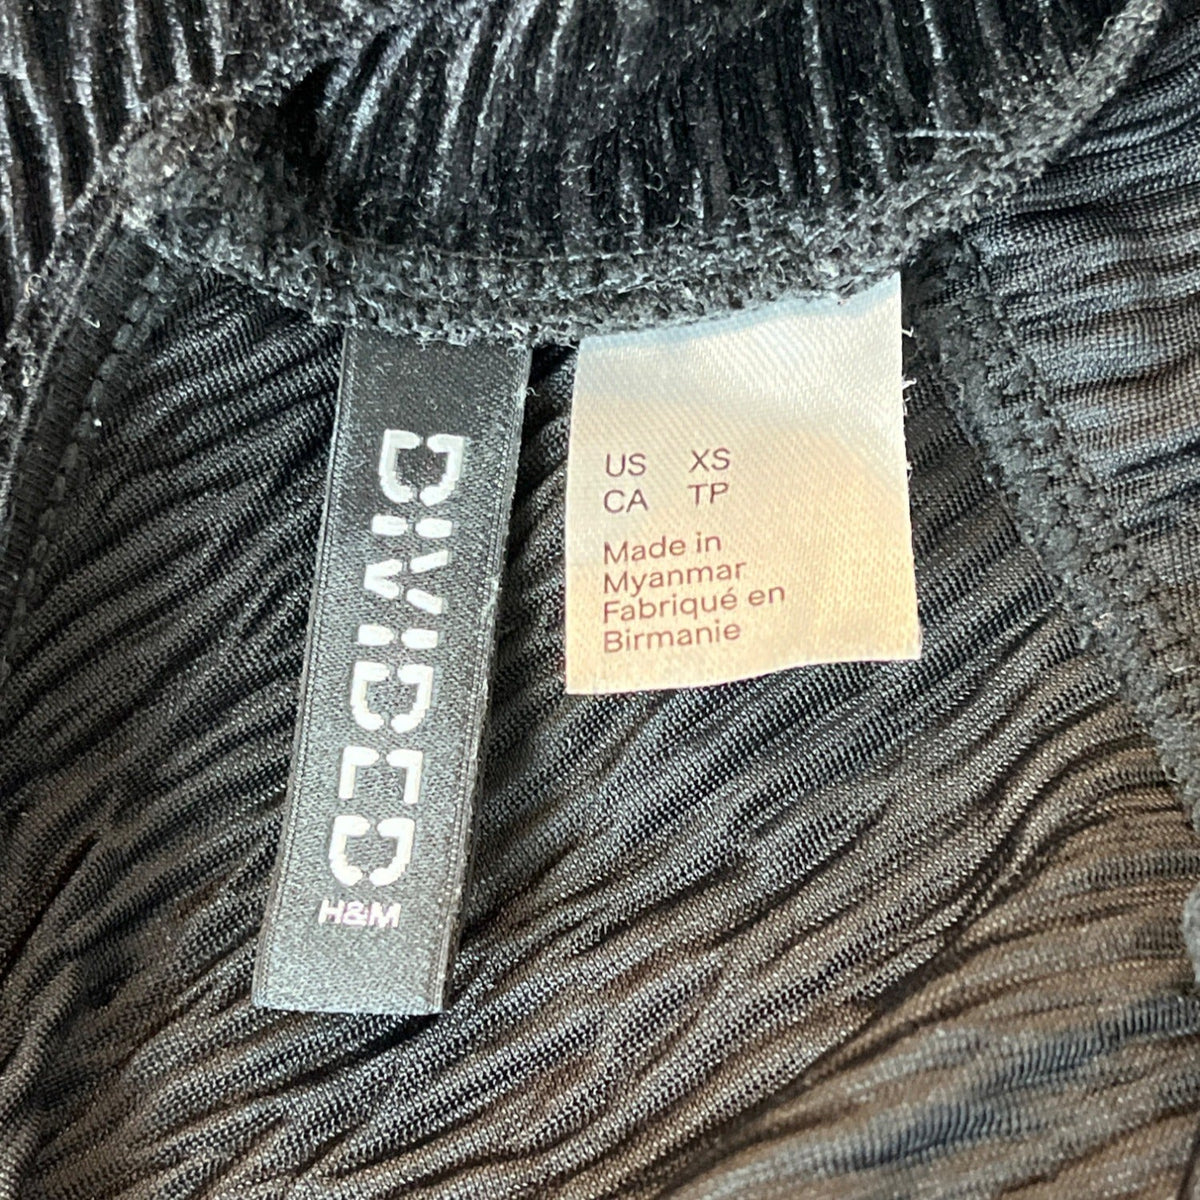 DIVIDED
H&M
US XS
CA TP
Made in
Myanmar
Fabriqué en
Birmanie